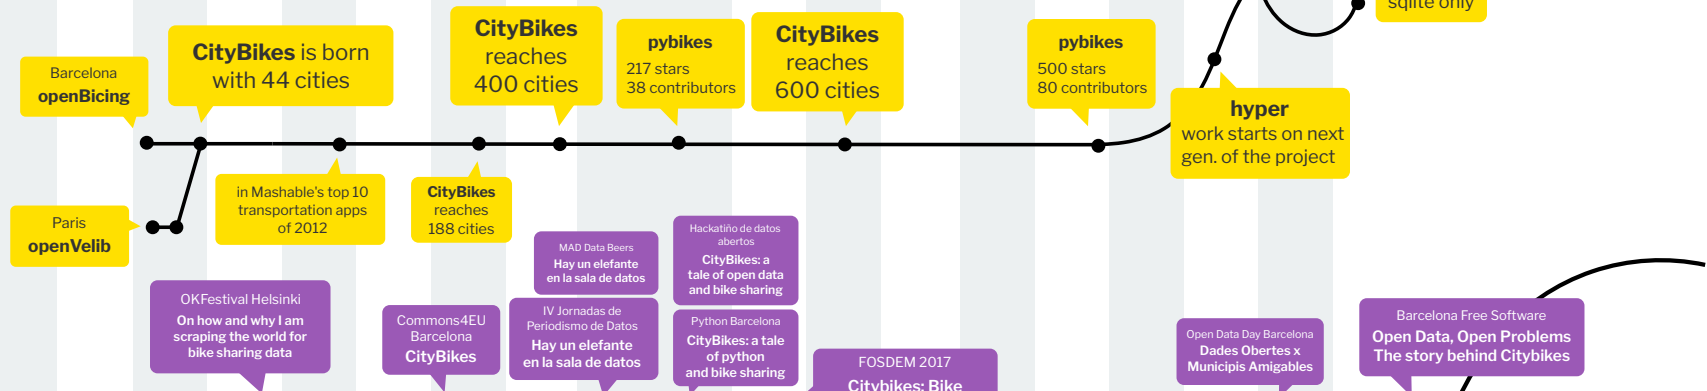 sqlite only
CityBikes is born
with 44 cities
CityBikes
reaches
400 cities
pybikes
217 stars
38 contributors
CityBikes
reaches
600 cities
pybikes
500 stars
80 contributors
Barcelona
openBicing
hyper
work starts on next
gen. of the project
in Mashable's top 10
transportation apps
of 2012
CityBikes
reaches
188 cities
Paris
openVelib
MAD Data Beers
Hay un elefante
en la sala de datos
Hackatiño de datos
abertos
CityBikes: a
tale of open data
and bike sharing
OKFestival Helsinki
On how and why I am
scraping the world for
bike sharing data
Commons4EU
Barcelona
CityBikes
IV Jornadas de
Periodismo de Datos
Hay un elefante
en la sala de datos
Python Barcelona
CityBikes: a tale
of python
and bike sharing
FOSDEM 2017
Citybikes: Bike
Open Data Day Barcelona
Dades Obertes x
Municipis Amigables
Barcelona Free Software
Open Data, Open Problems
The story behind Citybikes